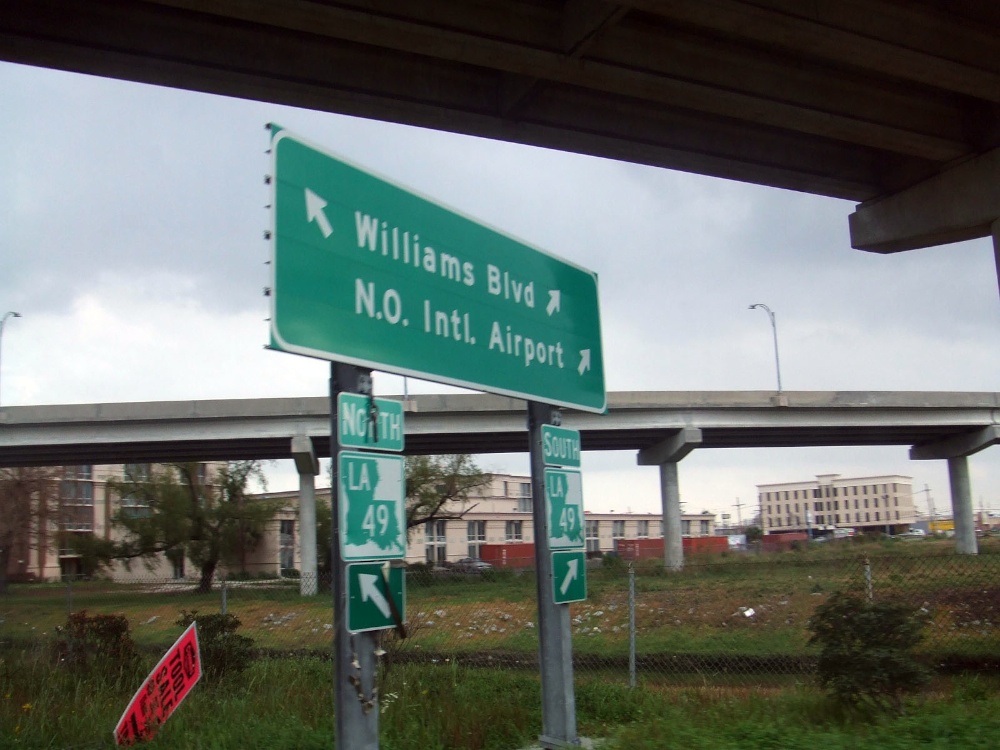 Williams Blvd
N.O. Intl. Airport
NORTH
LA
49
SOUTH
LA
49